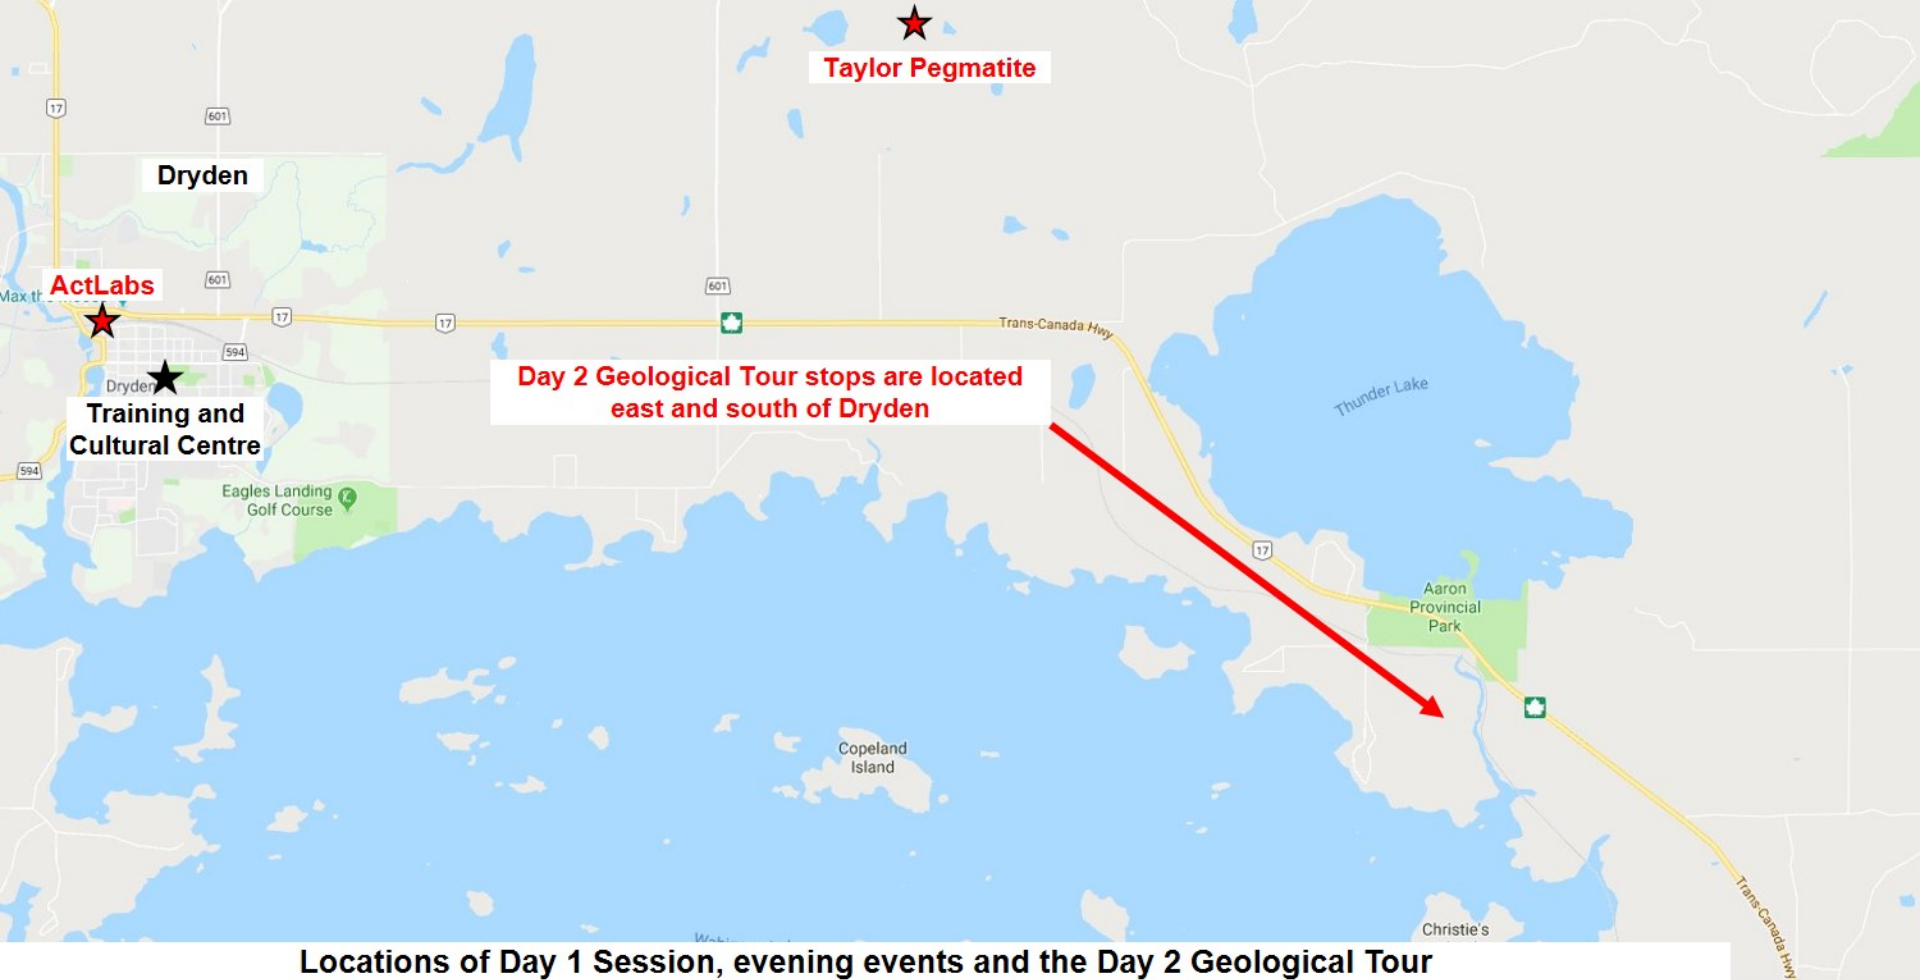 Taylor Pegmatite
17
601
Dryden
ActLabs
601
Max the
601
17
17
Trans-Canada Hwy
594
Dryden
Training and
Cultural Centre
594
Day 2 Geological Tour stops are located
east and south of Dryden
Thunder Lake
Eagles Landing
Golf Course
17
Aaron
Provincial
Park
Copeland
Island
Trans-Canada Hwy
Christie's
Locations of Day 1 Session, evening events and the Day 2 Geological Tour